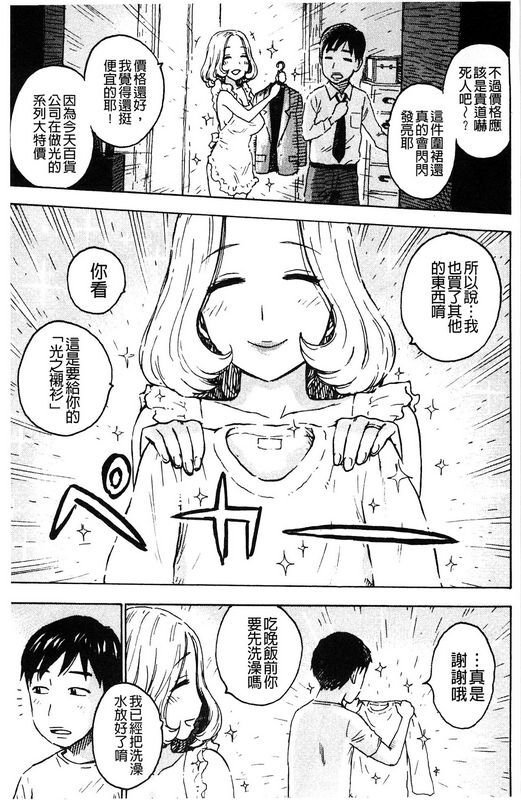 不過價格應
該是貴道嚇
死人吧～?
這件圍裙還
真的會閃閃
發亮耶
價格還好，
我覺得還挺
便宜的耶！
因為今天百貨
公司在做光的
系列大特價
所以說…我
也買了其他
的東西唷
你看
這是要給你的
「光之襯衫」
ペカー
…真是
謝謝哦
吃晚飯前你
要先洗澡嗎
我已經把洗澡
水放好了唷